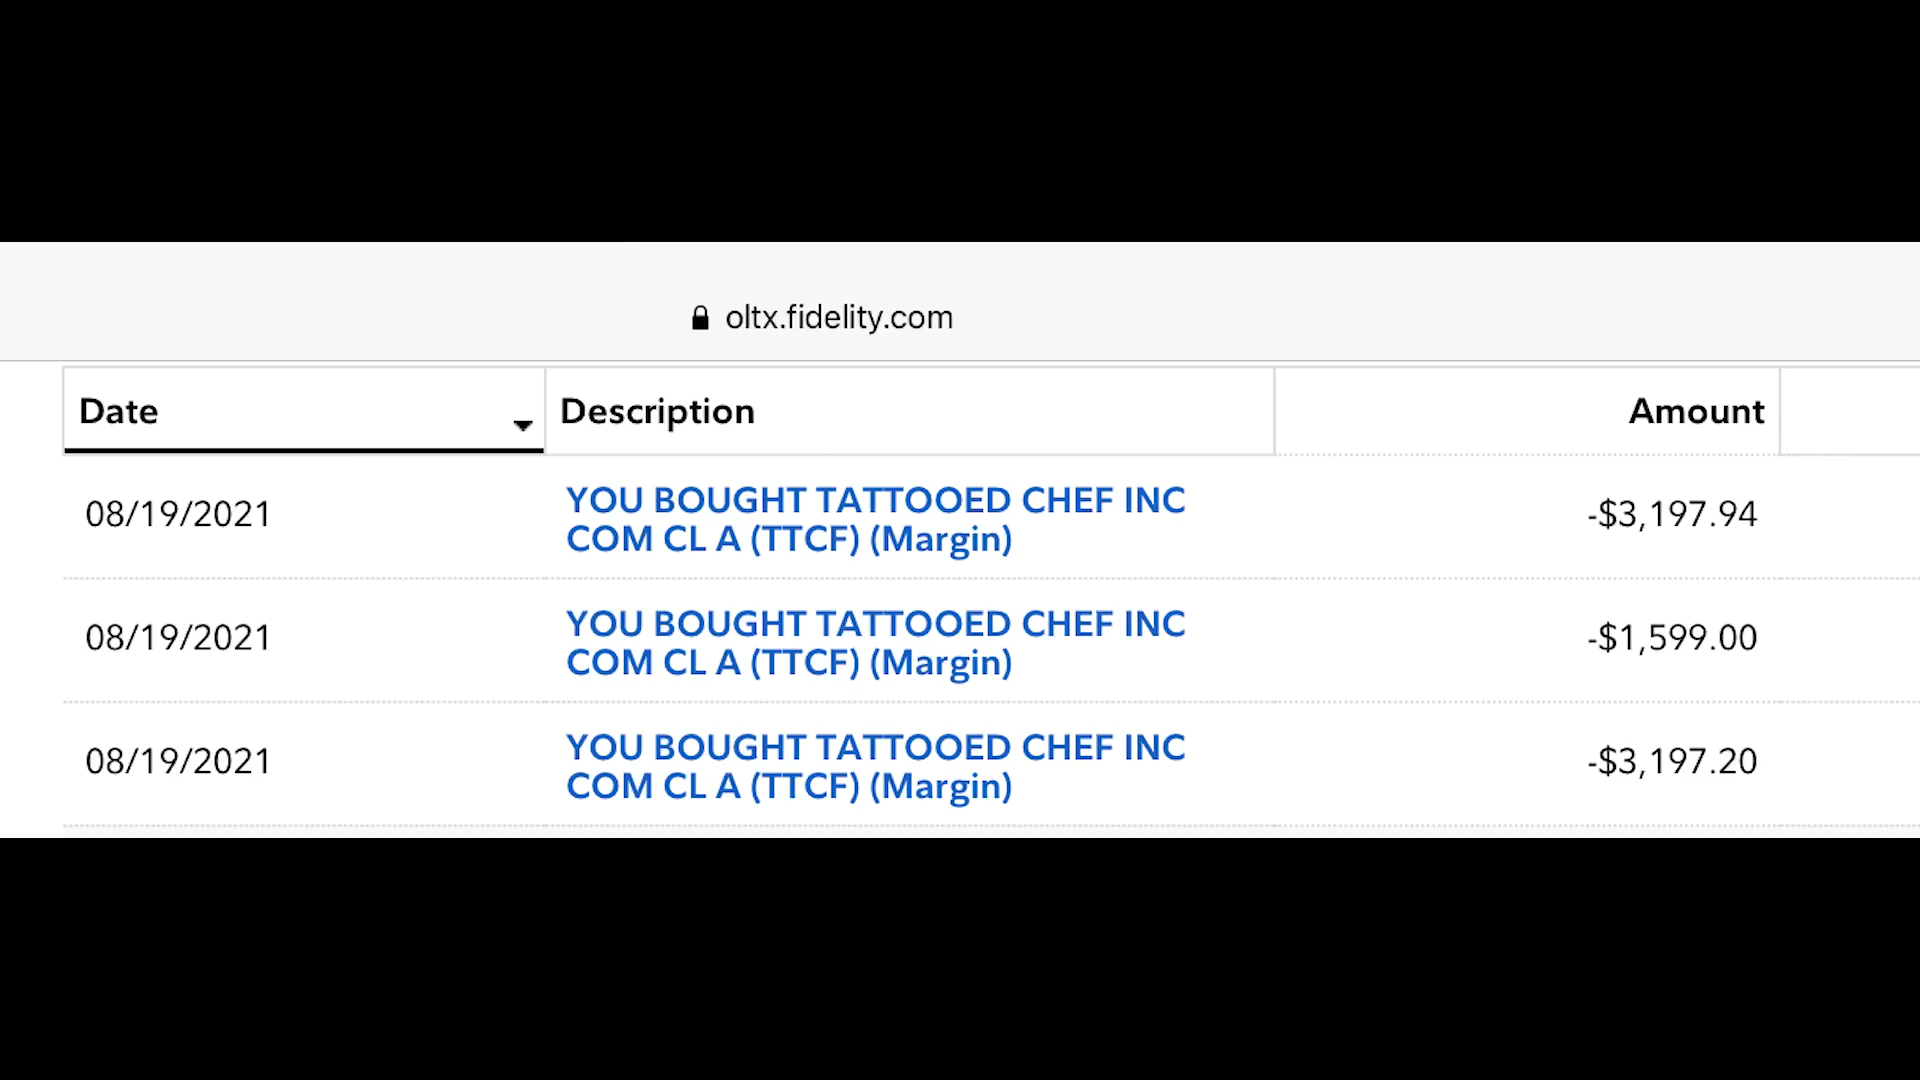 oltx.fidelity.com
Date Description Amount
08/19/2021 YOU BOUGHT TATTOOED CHEF INC -$3,197.94
COM CL A (TTCF) (Margin)
08/19/2021 YOU BOUGHT TATTOOED CHEF INC -$1,599.00
COM CL A (TTCF) (Margin)
08/19/2021 YOU BOUGHT TATTOOED CHEF INC -$3,197.20
COM CL A (TTCF) (Margin)